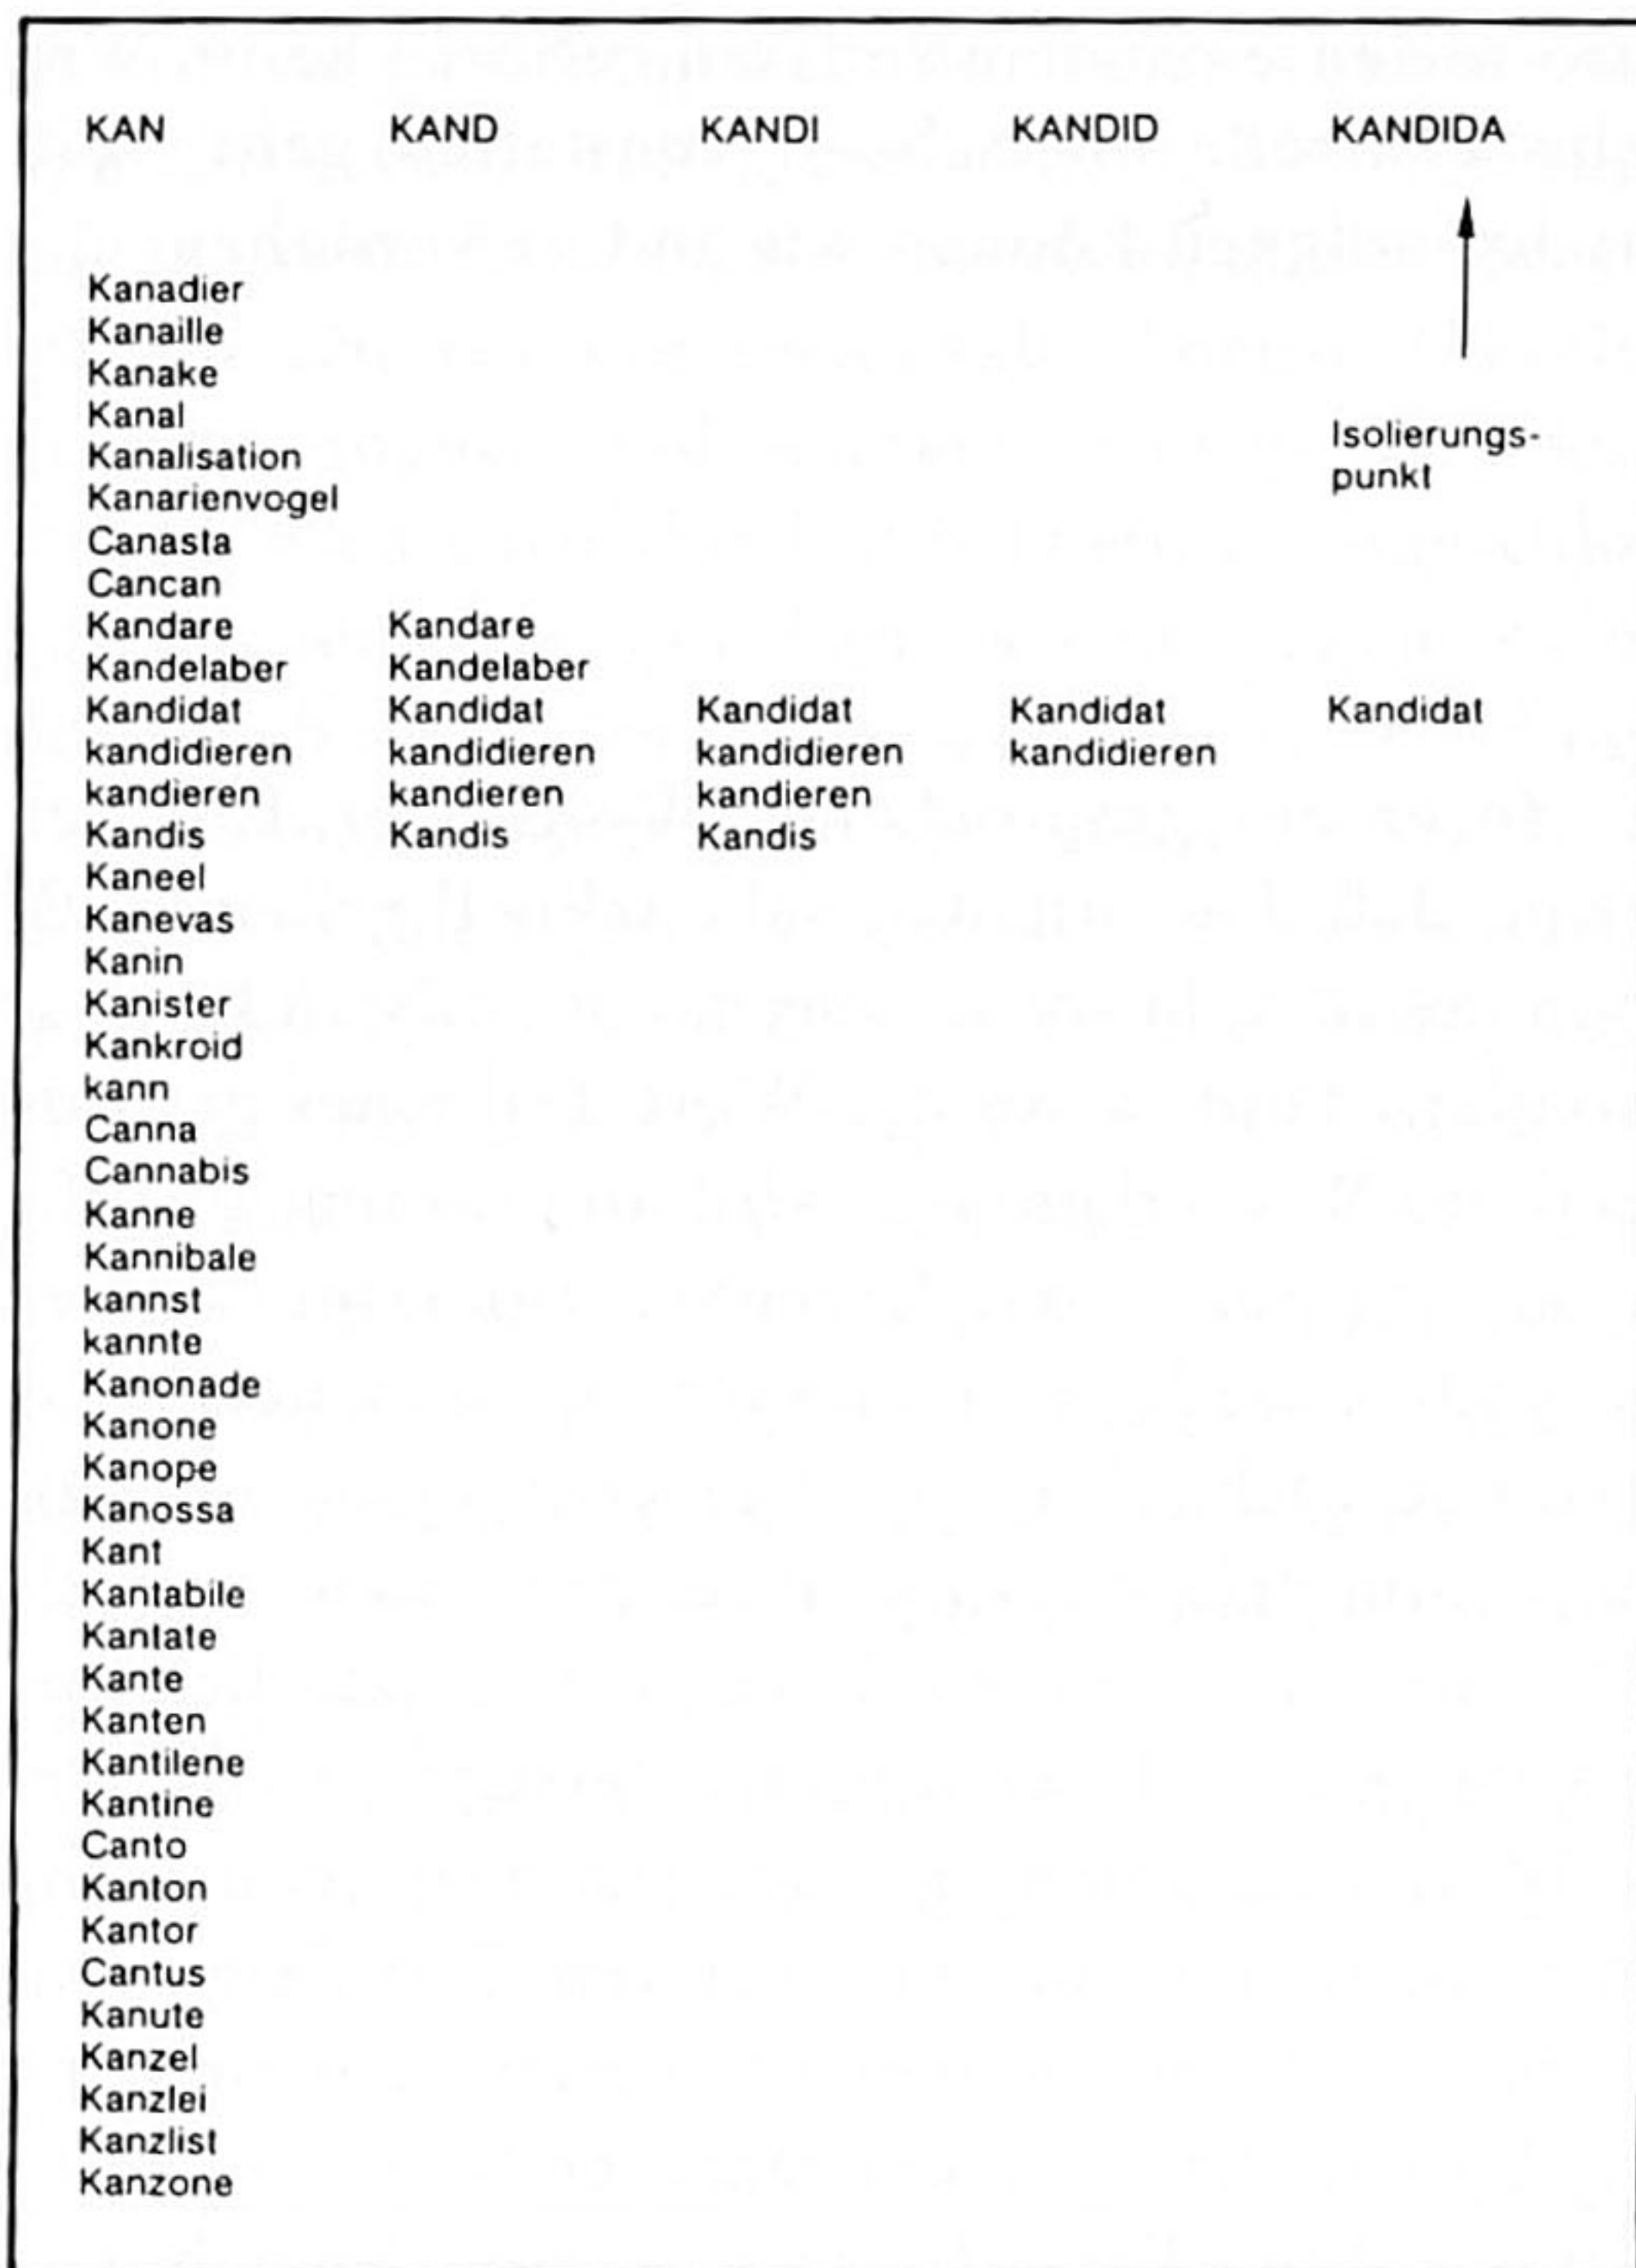 KAN KAND KANDI KANDID KANDIDA
Kanadier
Kanaille
Kanake
Kanal
Isolierungs-
Kanalisation
punkt
Kanarienvogel
Canasta
Cancan
Kandare Kandare
Kandelaber Kandelaber
Kandidat Kandidat Kandidat Kandidat Kandidat
kandidieren kandidieren kandidieren kandidieren
kandieren kandieren kandieren
Kandis Kandis Kandis
Kaneel
Kanevas
Kanin
Kanister
Kankroid
kann
Canna
Cannabis
Kanne
Kannibale
kannst
kannte
Kanonade
Kanone
Kanope
Kanossa
Kant
Kantabile
Kantate
Kante
Kanten
Kantilene
Kantine
Canto
Kanton
Kantor
Cantus
Kanute
Kanzel
Kanzlei
Kanzlist
Kanzone